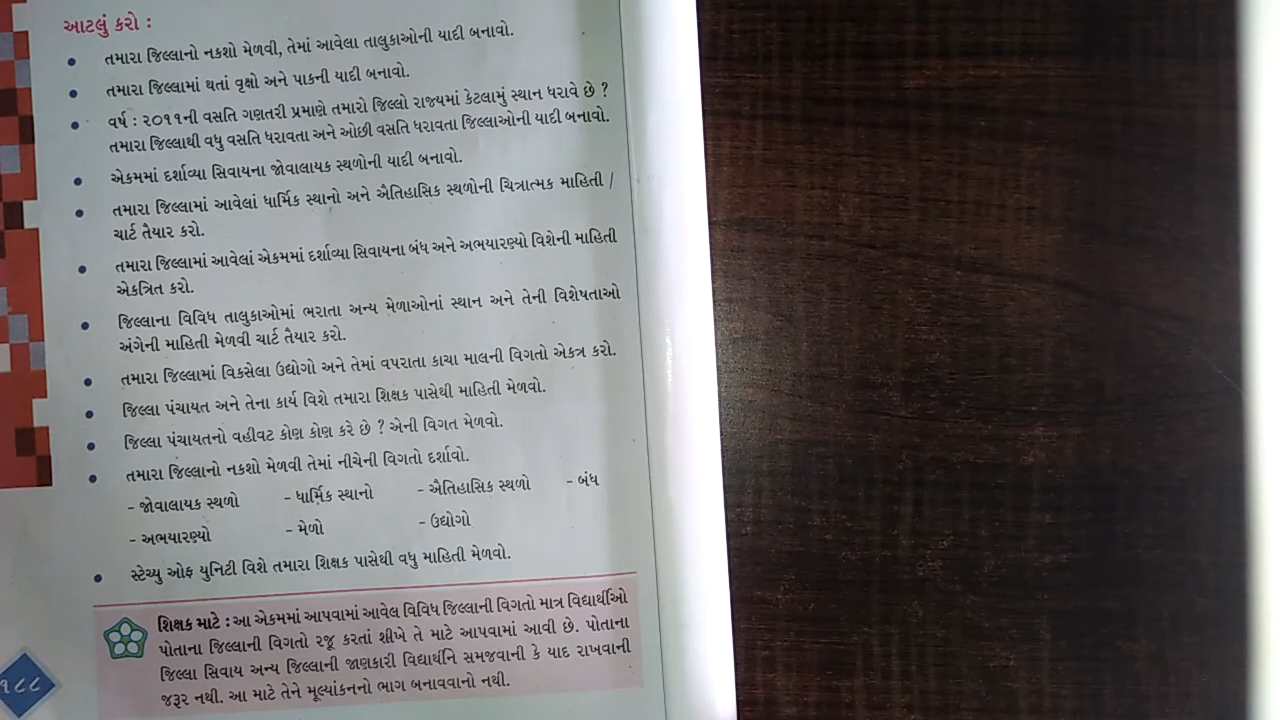 આટલું કરો :
• તમારા જિલ્લાનો નકશો મેળવી, તેમાં આવેલા તાલુકાઓની યાદી બનાવો.
• તમારા જિલ્લામાં થતાં વૃક્ષો અને પાકની યાદી બનાવો.
• વર્ષ : ૨૦૧૧ની વસતિ ગણતરી પ્રમાણે તમારો જિલ્લો રાજ્યમાં કેટલામું સ્થાન ધરાવે છે ?
તમારા જિલ્લાથી વધુ વસતિ ધરાવતા અને ઓછી વસતિ ધરાવતા જિલ્લાઓની યાદી બનાવો.
• એકમમાં દર્શાવ્યા સિવાયના જોવાલાયક સ્થળોની યાદી બનાવો.
• તમારા જિલ્લામાં આવેલાં ધાર્મિક સ્થાનો અને ઐતિહાસિક સ્થળોની ચિત્રાત્મક માહિતી /
ચાર્ટ તૈયાર કરો.
• તમારા જિલ્લામાં આવેલાં એકમમાં દર્શાવ્યા સિવાયના બંધ અને અભયારણ્યો વિશેની માહિતી
એકત્રિત કરો.
• જિલ્લાના વિવિધ તાલુકાઓમાં ભરાતા અન્ય મેળાઓનાં સ્થાન અને તેની વિશેષતાઓ
અંગેની માહિતી મેળવી ચાર્ટ તૈયાર કરો.
• તમારા જિલ્લામાં વિકસેલા ઉદ્યોગો અને તેમાં વપરાતા કાચા માલની વિગતો એકત્ર કરો.
• જિલ્લા પંચાયત અને તેના કાર્ય વિશે તમારા શિક્ષક પાસેથી માહિતી મેળવો.
• જિલ્લા પંચાયતનો વહીવટ કોણ કોણ કરે છે ? એની વિગત મેળવો.
• તમારા જિલ્લાનો નકશો મેળવી તેમાં નીચેની વિગતો દર્શાવો.
- જોવાલાયક સ્થળો - ધાર્મિક સ્થાનો - ઐતિહાસિક સ્થળો - બંધ
- અભયારણ્યો - મેળો - ઉદ્યોગો
• સ્ટેચ્યુ ઓફ યુનિટી વિશે તમારા શિક્ષક પાસેથી વધુ માહિતી મેળવો.
શિક્ષક માટે : આ એકમમાં આપવામાં આવેલ વિવિધ જિલ્લાની વિગતો માત્ર વિદ્યાર્થીઓ
પોતાના જિલ્લાની વિગતો રજૂ કરતાં શીખે તે માટે આપવામાં આવી છે. પોતાના
જિલ્લા સિવાય અન્ય જિલ્લાની જાણકારી વિદ્યાર્થીને સમજવાની કે યાદ રાખવાની
જરૂર નથી. આ માટે તેને મૂલ્યાંકનનો ભાગ બનાવવાનો નથી.
૧૮૮